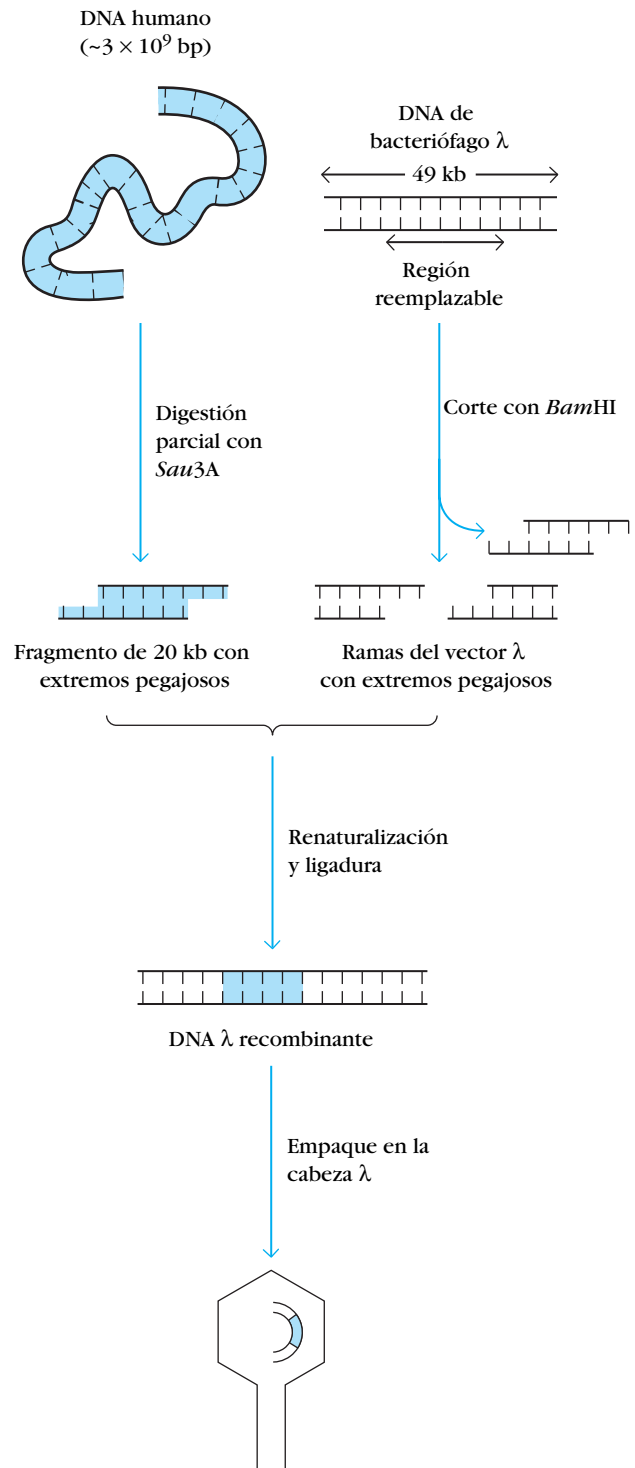 DNA humano
(~3 × 10⁹ bp)
DNA de
bacteriófago λ
49 kb
Región
reemplazable
Digestión
parcial con
Sau3A
Corte con BamHI
Fragmento de 20 kb con
extremos pegajosos
Ramas del vector λ
con extremos pegajosos
Renaturalización
y ligadura
DNA λ recombinante
Empaque en la
cabeza λ